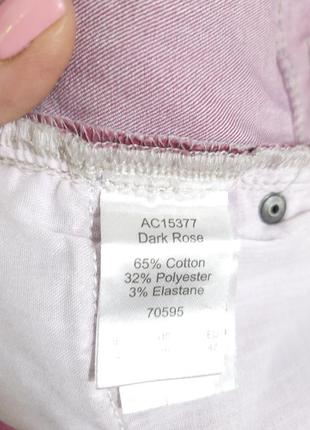 AC15377
Dark Rose
65% Cotton
32% Polyester
3% Elastane
70595